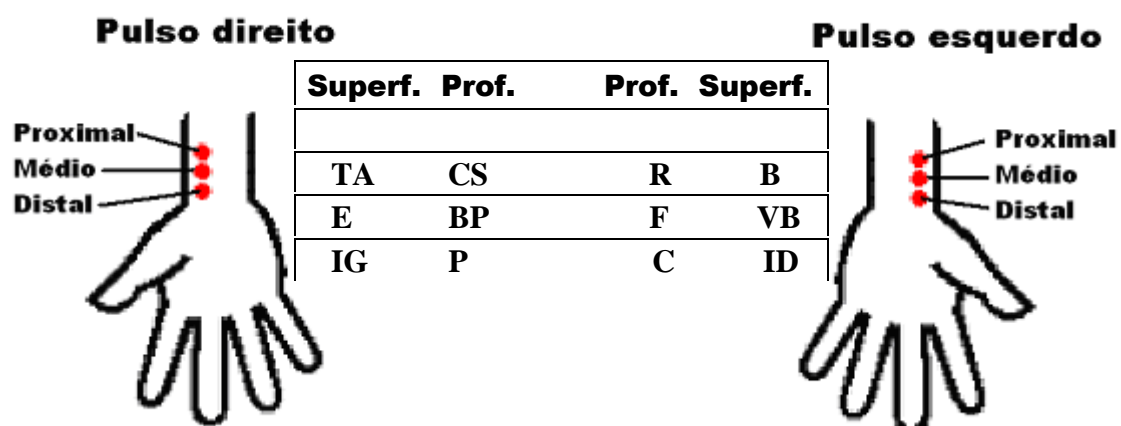 Pulso direito
Pulso esquerdo
Superf. Prof. Prof. Superf.
Proximal
Médio
Distal
TA CS R B
E BP F VB
IG P C ID
Proximal
Médio
Distal